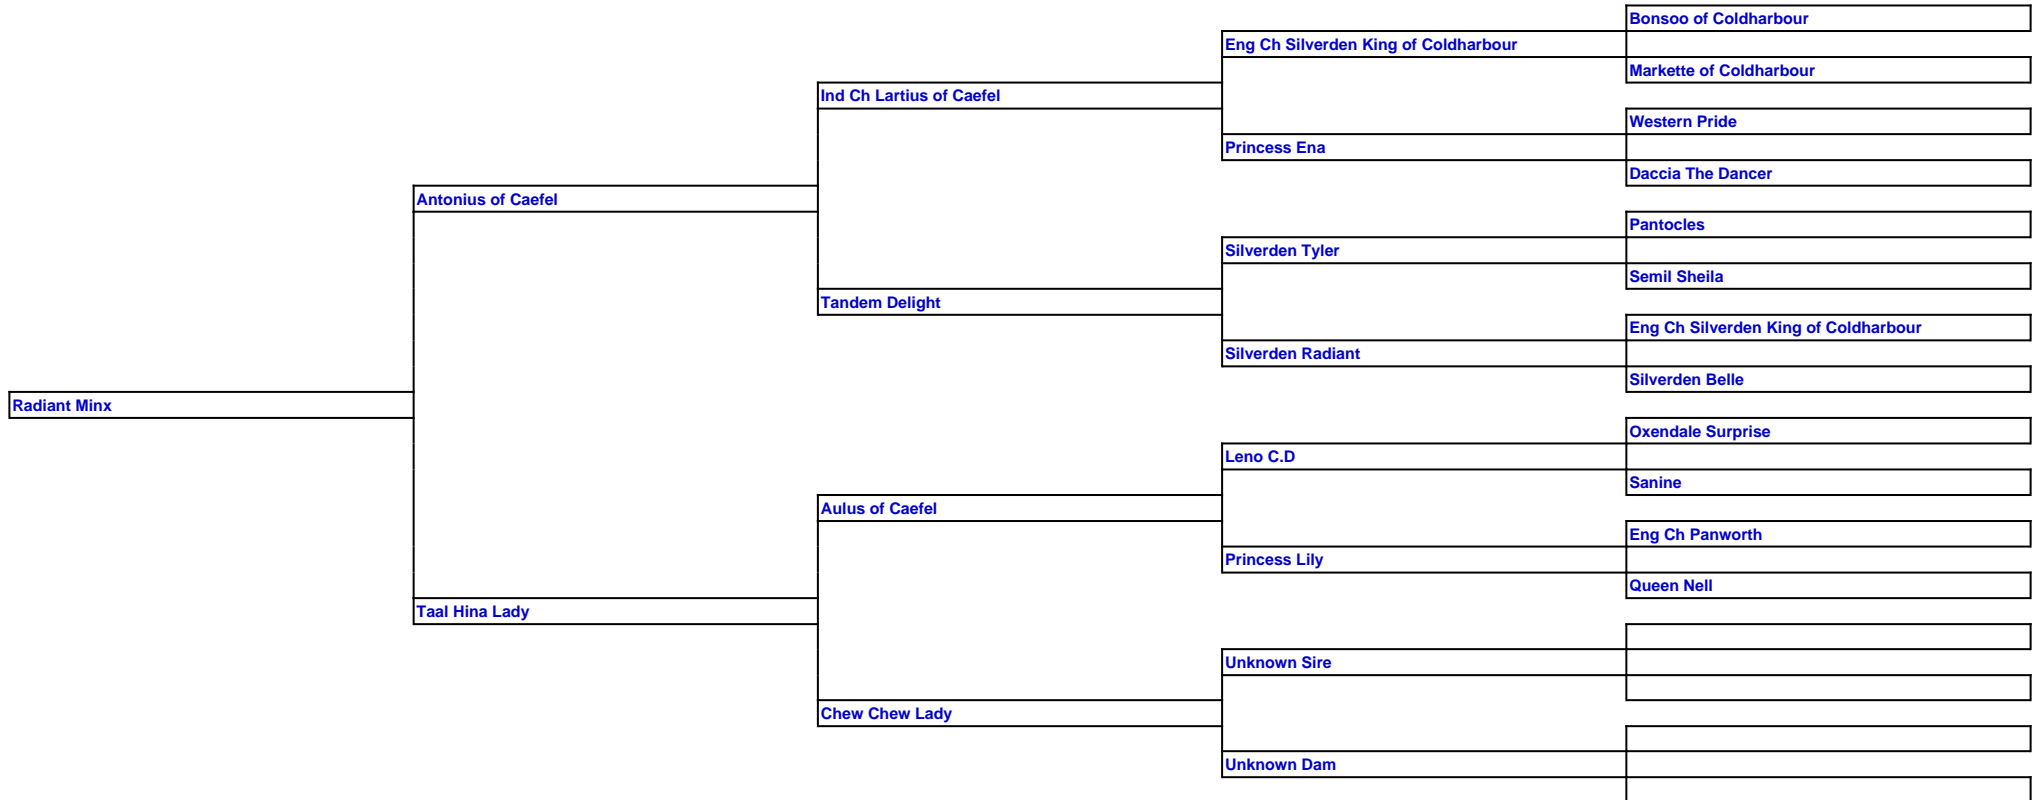 Bonsoo of Coldharbour
Eng Ch Silverden King of Coldharbour
Markette of Coldharbour
Ind Ch Lartius of Caefel
Western Pride
Princess Ena
Daccia The Dancer
Antonius of Caefel
Pantocles
Silverden Tyler
Semil Sheila
Tandem Delight
Eng Ch Silverden King of Coldharbour
Silverden Radiant
Silverden Belle
Radiant Minx
Oxendale Surprise
Leno C.D
Sanine
Aulus of Caefel
Eng Ch Panworth
Princess Lily
Queen Nell
Taal Hina Lady
Unknown Sire
Chew Chew Lady
Unknown Dam